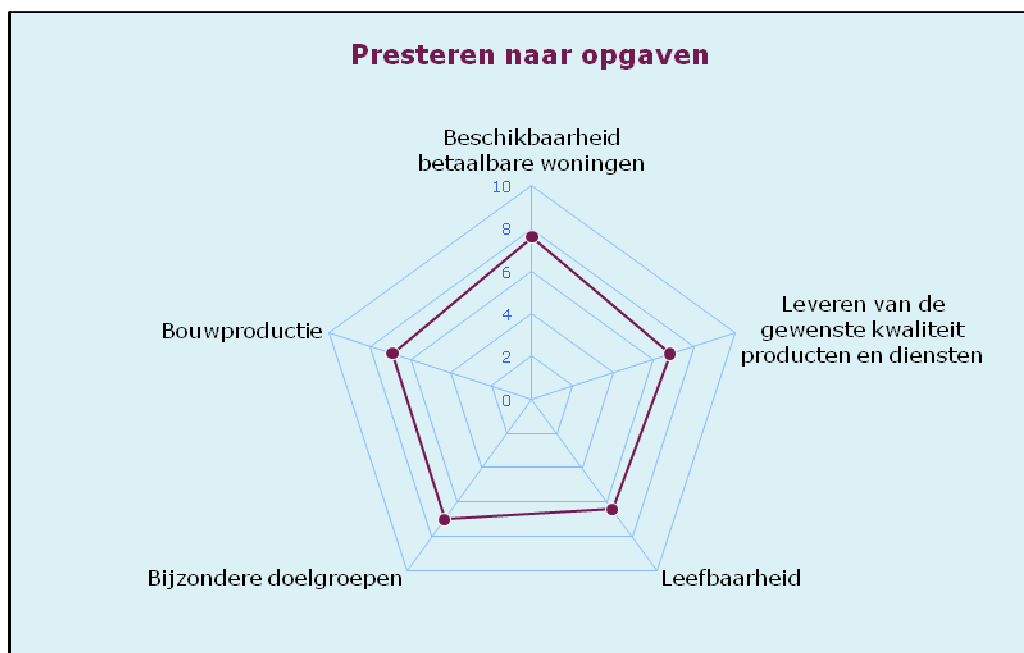 Presteren naar opgaven
Beschikbaarheid
betaalbare woningen
10
8
6
4
2
0
Leveren van de
gewenste kwaliteit
producten en diensten
Bouwproductie
Bijzondere doelgroepen
Leefbaarheid